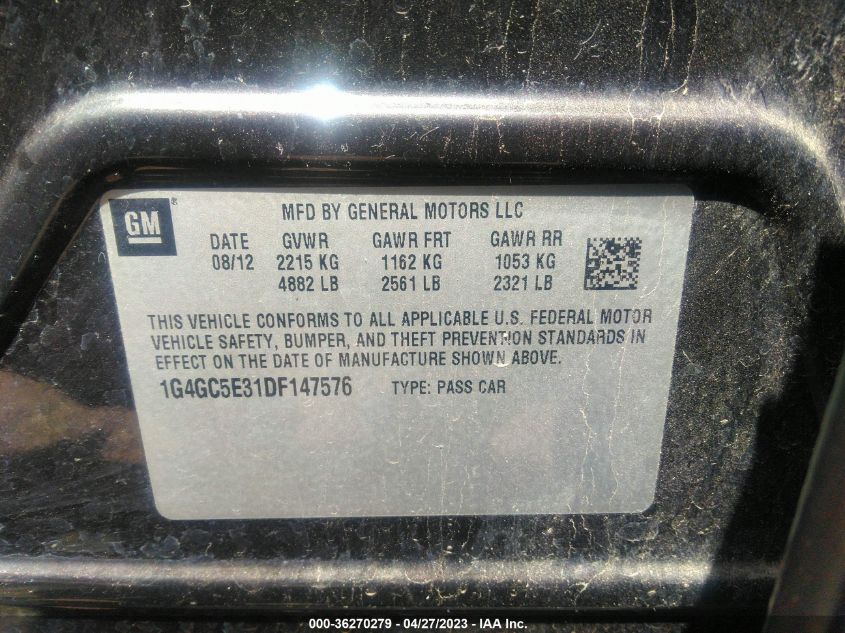 GM ®
MFD BY GENERAL MOTORS LLC
DATE GVWR GAWR FRT GAWR RR
08/12 2215 KG 1162 KG 1053 KG
4882 LB 2561 LB 2321 LB
THIS VEHICLE CONFORMS TO ALL APPLICABLE U.S. FEDERAL MOTOR
VEHICLE SAFETY, BUMPER, AND THEFT PREVENTION STANDARDS IN
EFFECT ON THE DATE OF MANUFACTURE SHOWN ABOVE.
1G4GC5E31DF147576 TYPE: PASS CAR
000-36270279 - 04/27/2023 - IAA Inc.